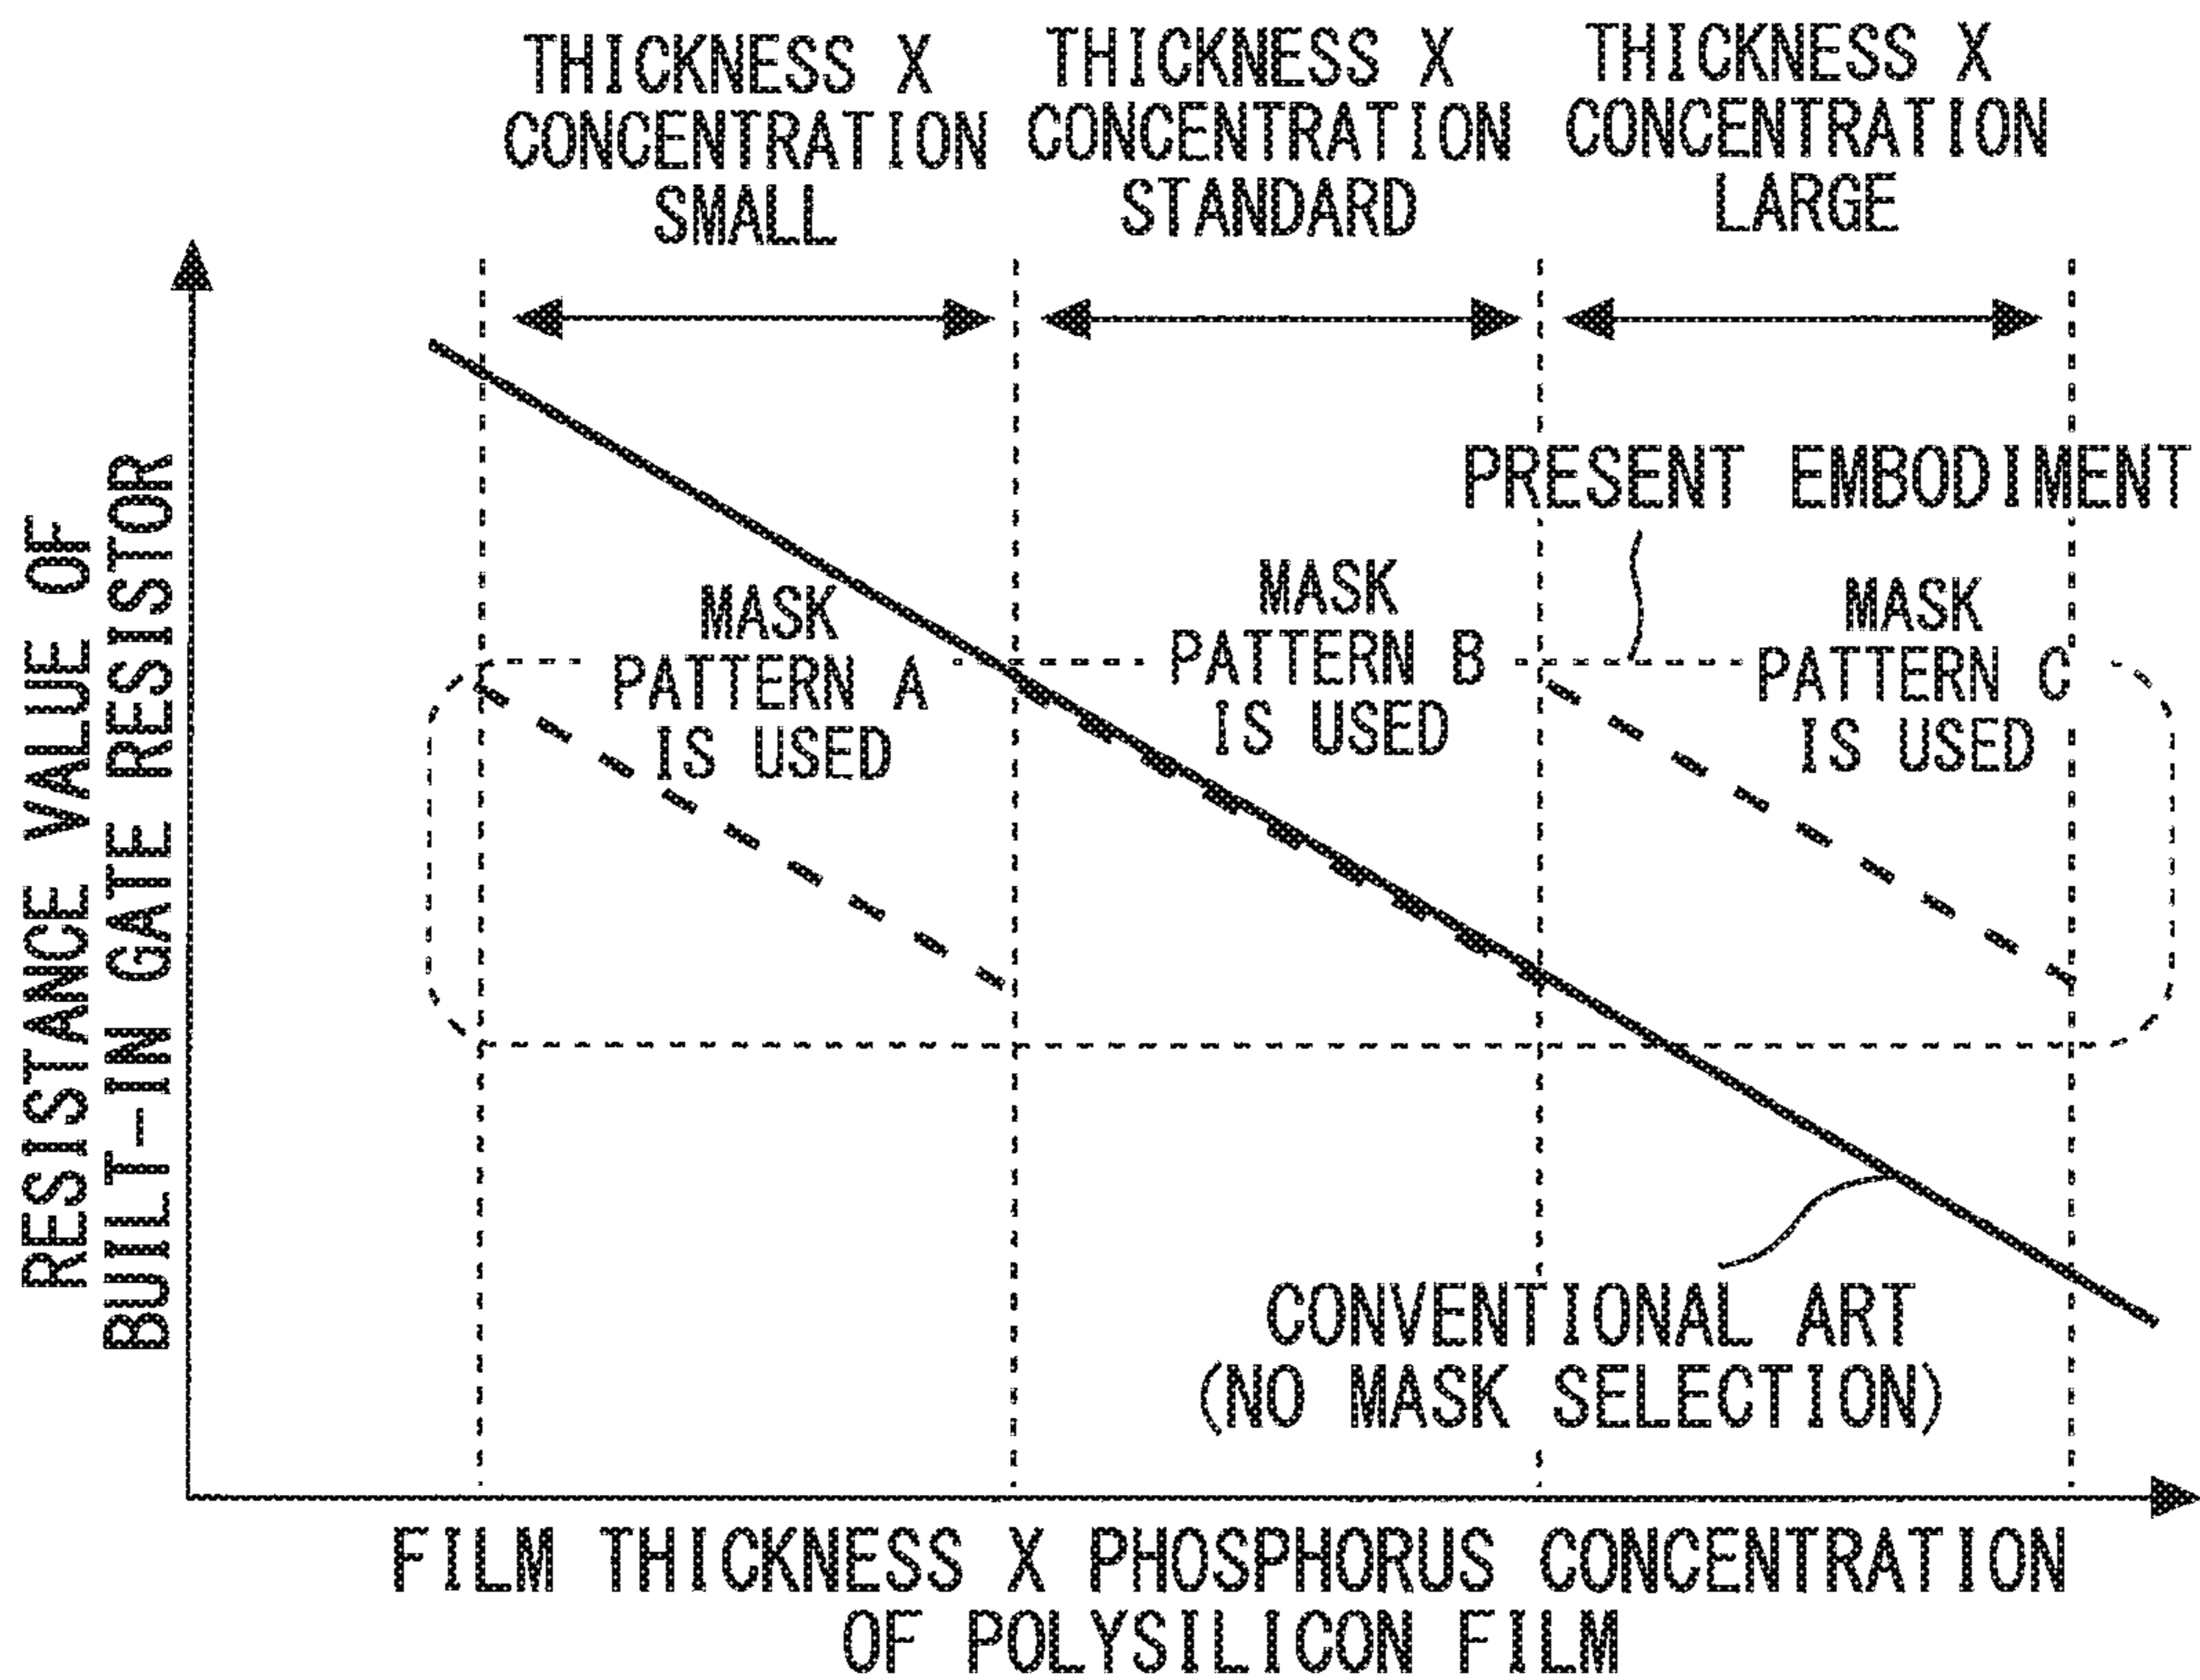 THICKNESS X
CONCENTRATION
SMALL
THICKNESS X
CONCENTRATION
STANDARD
THICKNESS X
CONCENTRATION
LARGE
PRESENT EMBODIMENT
MASK
PATTERN A
IS USED
MASK
PATTERN B
IS USED
MASK
PATTERN C
IS USED
RESISTANCE VALUE OF
BUILT-IN GATE RESISTOR
CONVENTIONAL ART
(NO MASK SELECTION)
FILM THICKNESS X PHOSPHORUS CONCENTRATION
OF POLYSILICON FILM